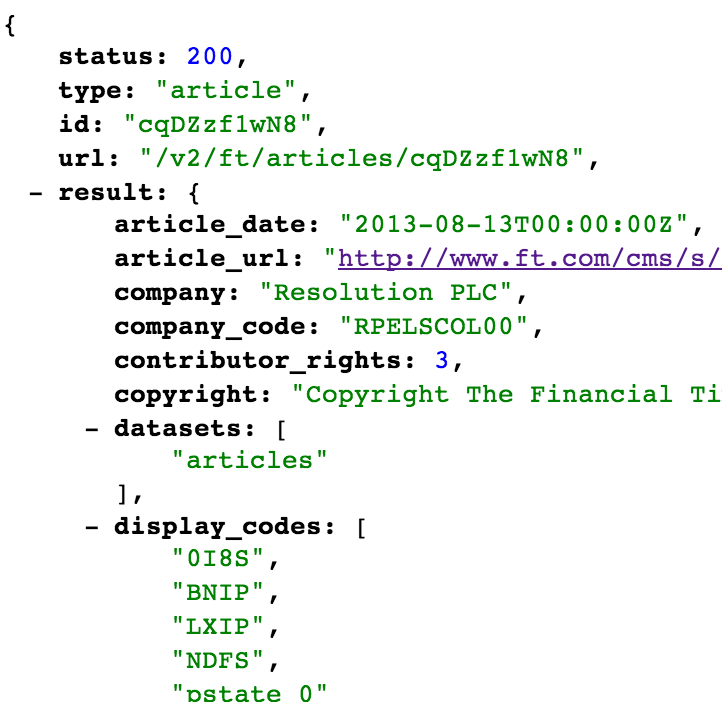 {
status: 200,
type: "article",
id: "cqDZzf1wN8",
url: "/v2/ft/articles/cqDZzf1wN8",
- result: {
article_date: "2013-08-13T00:00:00Z",
article_url: "http://www.ft.com/cms/s/
company: "Resolution PLC",
company_code: "RPELSCOL00",
contributor_rights: 3,
copyright: "Copyright The Financial Ti
- datasets: [
"articles"
],
- display_codes: [
"0I8S",
"BNIP",
"LXIP",
"NDFS",
"pstate_0"